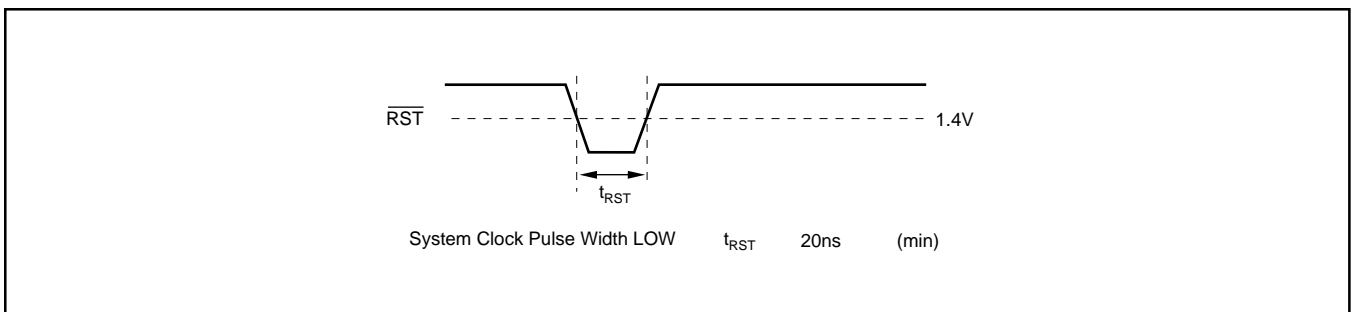 RST
1.4V
tRST
System Clock Pulse Width LOW tRST 20ns (min)